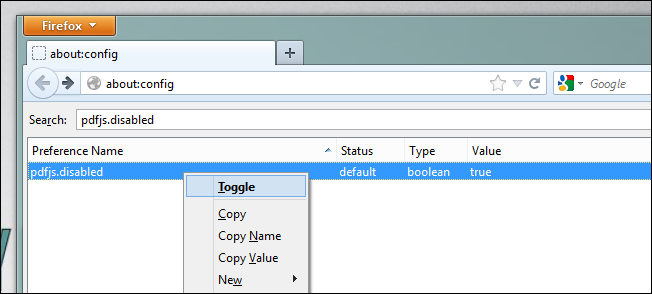 Firefox
about:config
about:config
Google
Search: pdfjs.disabled
Preference Name Status Type Value
pdfjs.disabled default boolean true
Toggle
Copy
Copy Name
Copy Value
New